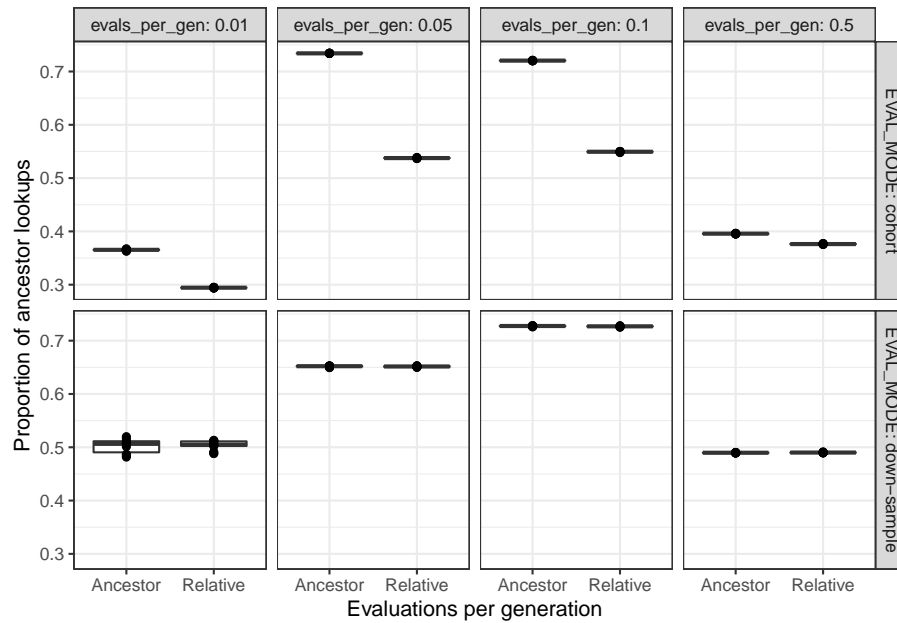 evals_per_gen: 0.01
evals_per_gen: 0.05
evals_per_gen: 0.1
evals_per_gen: 0.5
Proportion of ancestor lookups
0.7
0.6
0.5
0.4
0.3
EVAL_MODE: cohort
0.7
0.6
0.5
0.4
0.3
EVAL_MODE: down−sample
Ancestor Relative Ancestor Relative Ancestor Relative Ancestor Relative
Evaluations per generation